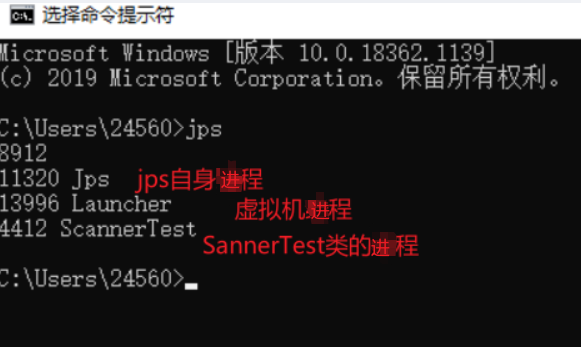 选择命令提示符
Microsoft Windows [版本 10.0.18362.1139]
(c) 2019 Microsoft Corporation。保留所有权利。
C:\Users\24560>jps
8912
11320 Jps jps自身进程
13996 Launcher 虚拟机进程
4412 ScannerTest SannerTest类的进程
C:\Users\24560>